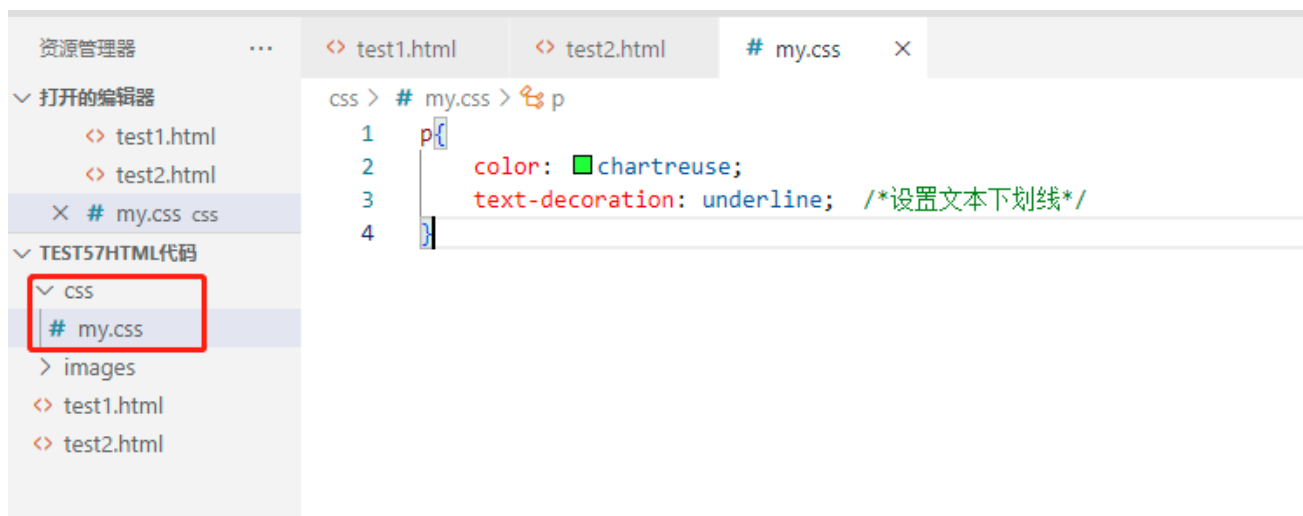 资源管理器 ···
test1.html test2.html # my.css ×
打开的编辑器
test1.html
test2.html
× # my.css css
TEST57HTML代码
css
# my.css
images
test1.html
test2.html
css > # my.css > p
1 p{
2 color: chartreuse;
3 text-decoration: underline; /*设置文本下划线*/
4 }